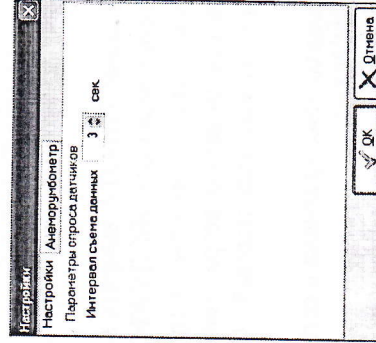 Настройки
Настройки Анеморумбометр
Параметры опроса датчиков
Интервал съема данных 3 сек.
OK Отмена